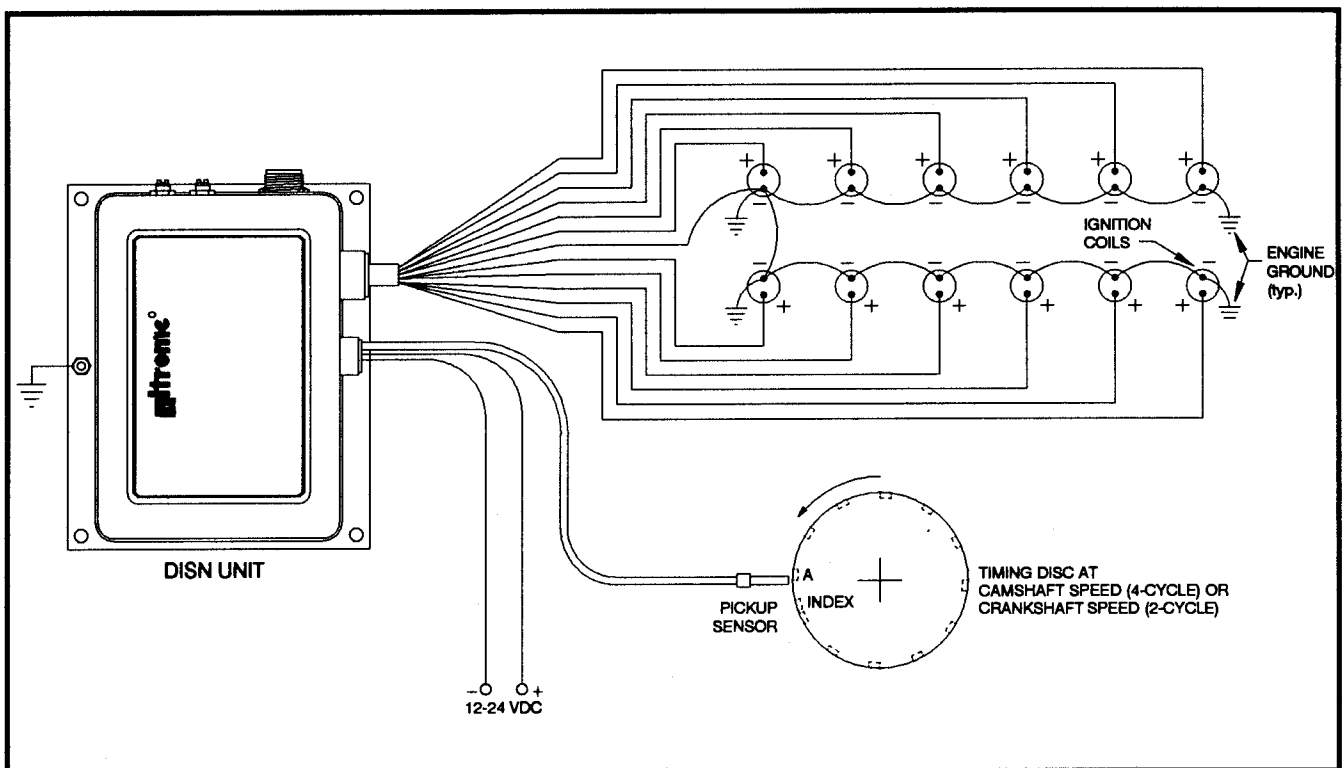 IGNITION
COILS
ENGINE
GROUND
(typ.)
+ + + + + +
− − − − − −
− − − − − −
+ + + + + +
DISN UNIT
A
INDEX
PICKUP
SENSOR
TIMING DISC AT
CAMSHAFT SPEED (4-CYCLE) OR
CRANKSHAFT SPEED (2-CYCLE)
− +
12-24 VDC